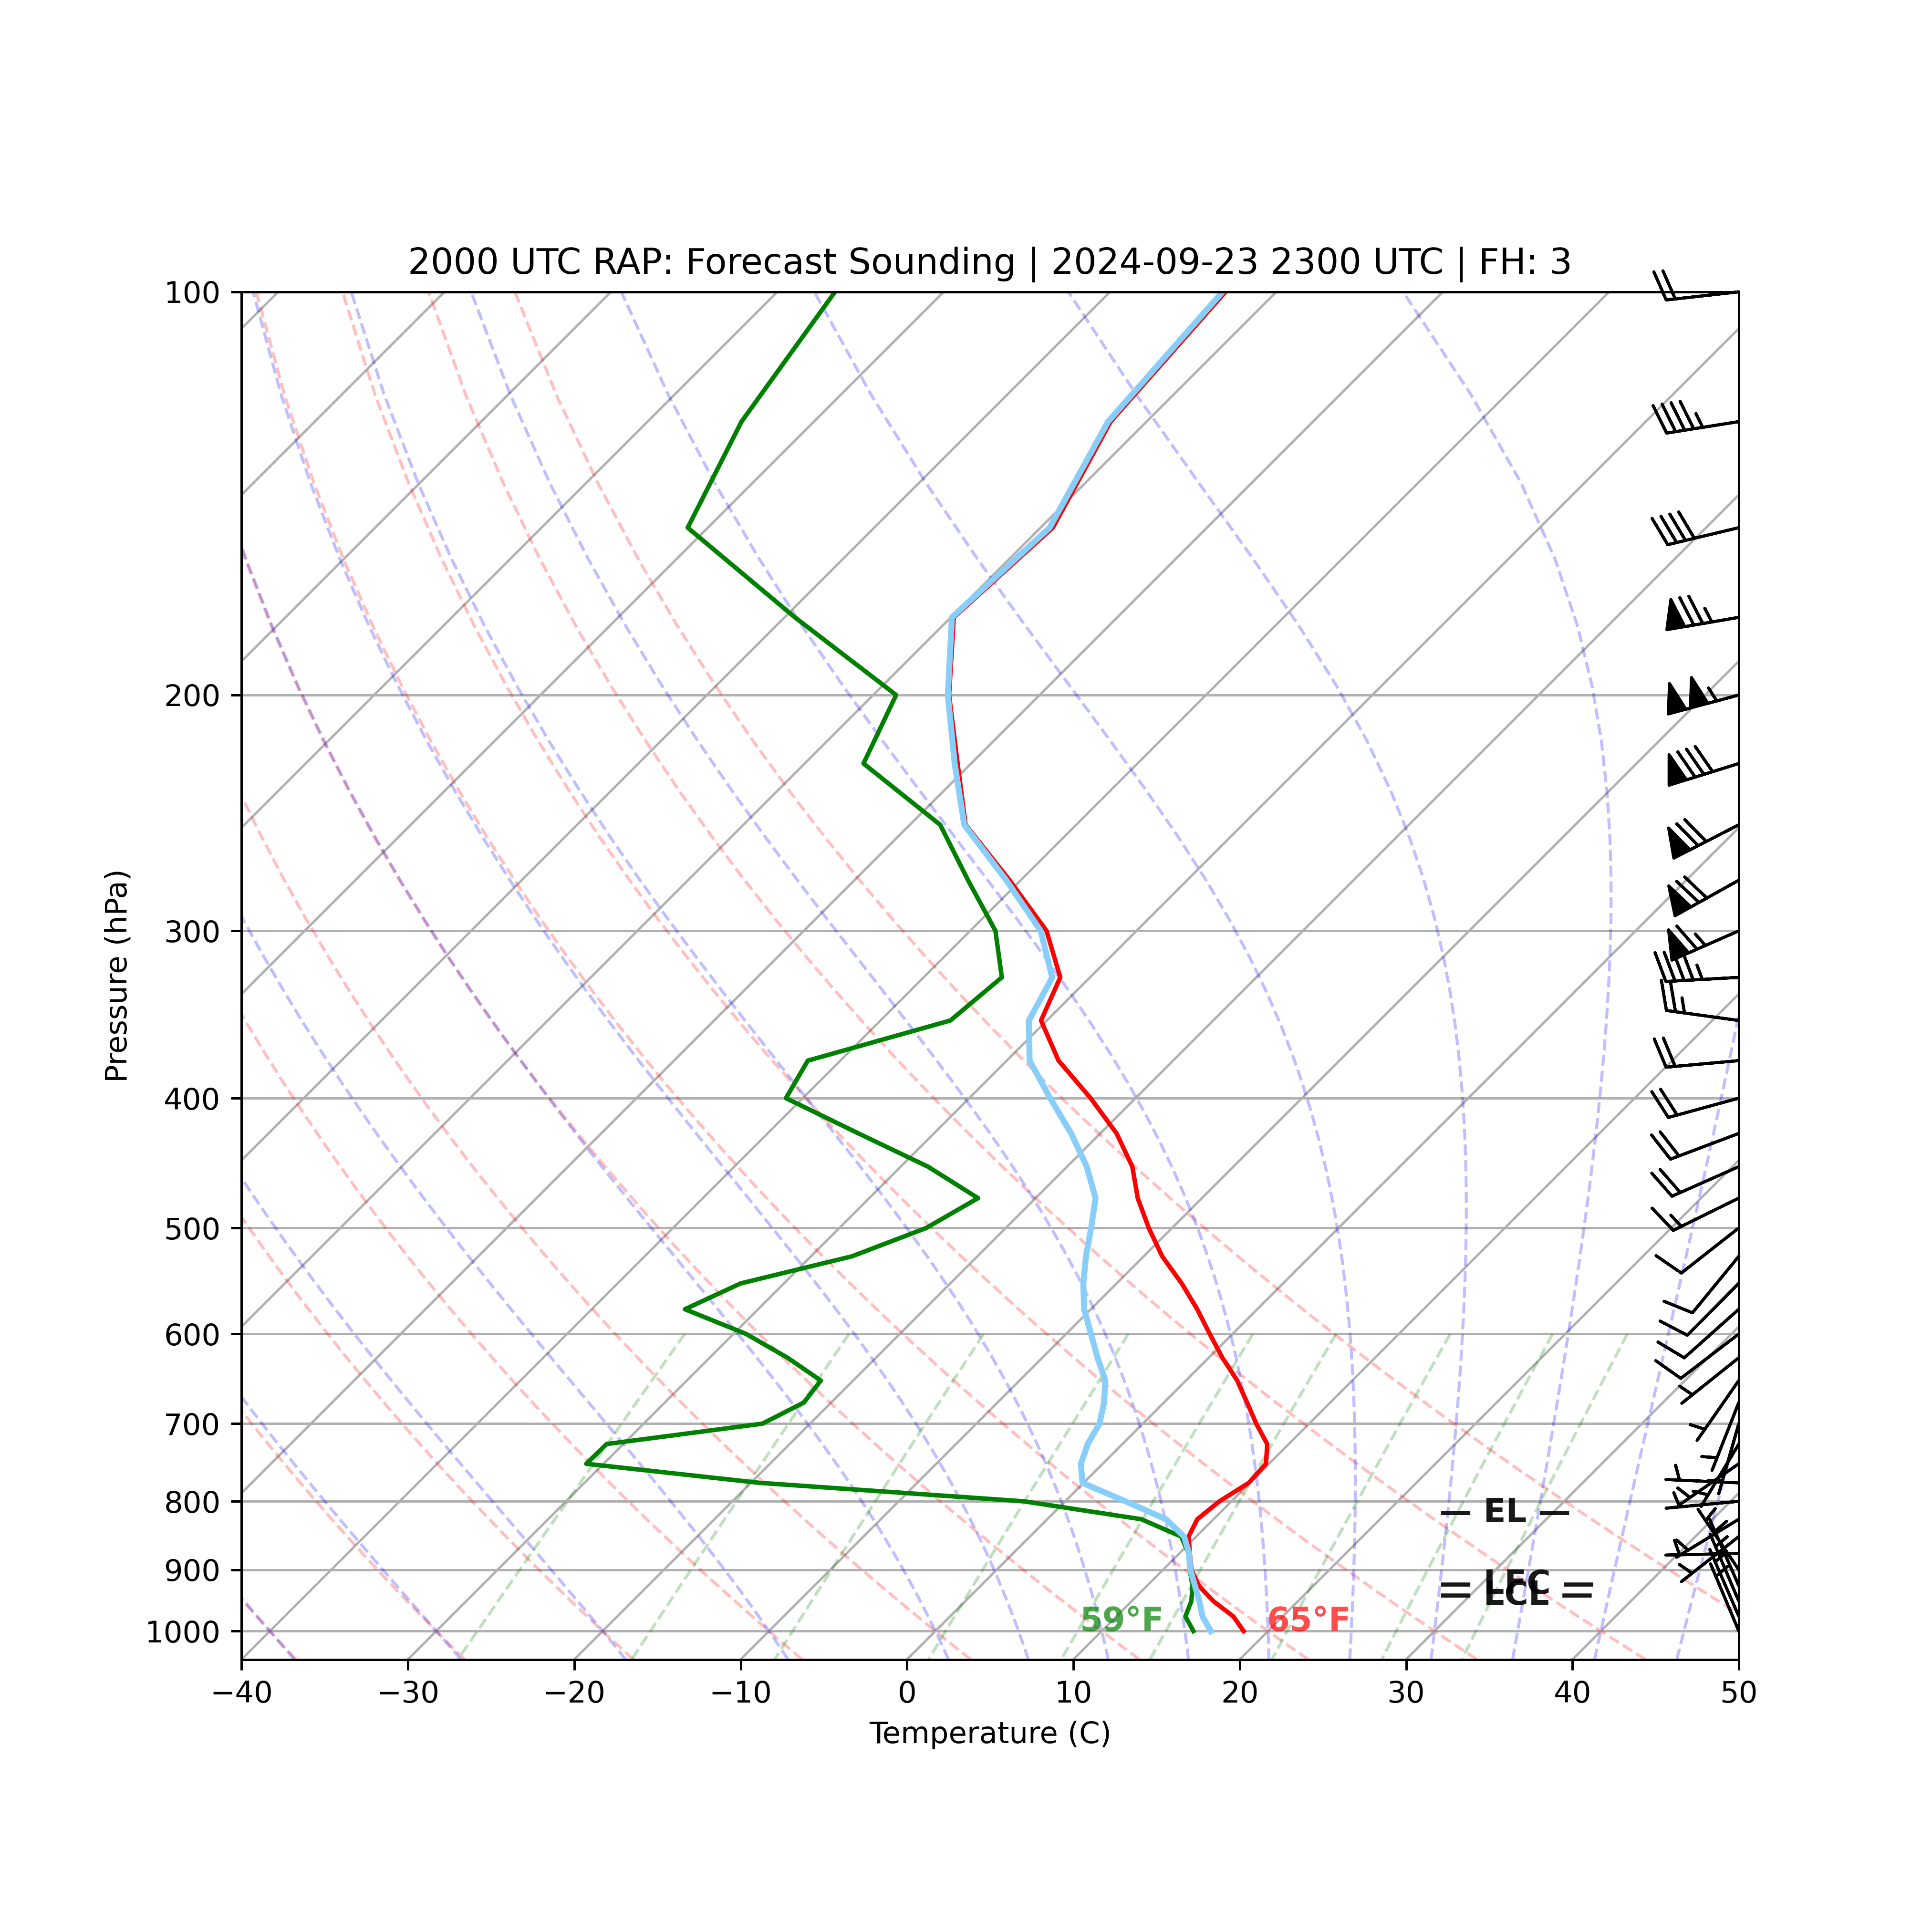 2000 UTC RAP: Forecast Sounding | 2024-09-23 2300 UTC | FH: 3
100
200
300
400
500
600
700
800
900
1000
Pressure (hPa)
— EL —
— LFC —
— LCL —
59°F
65°F
−40 −30 −20 −10 0 10 20 30 40 50
Temperature (C)